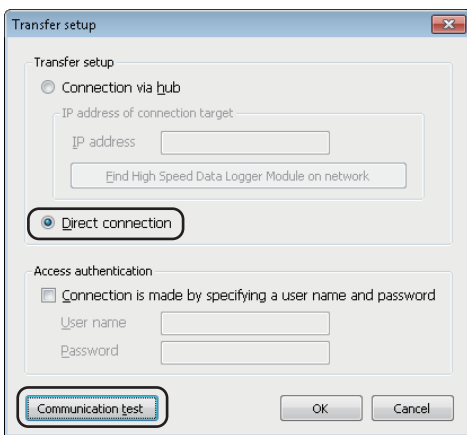 Transfer setup
Transfer setup
Connection via hub
IP address of connection target
IP address
Find High Speed Data Logger Module on network
Direct connection
Access authentication
Connection is made by specifying a user name and password
User name
Password
Communication test
OK
Cancel